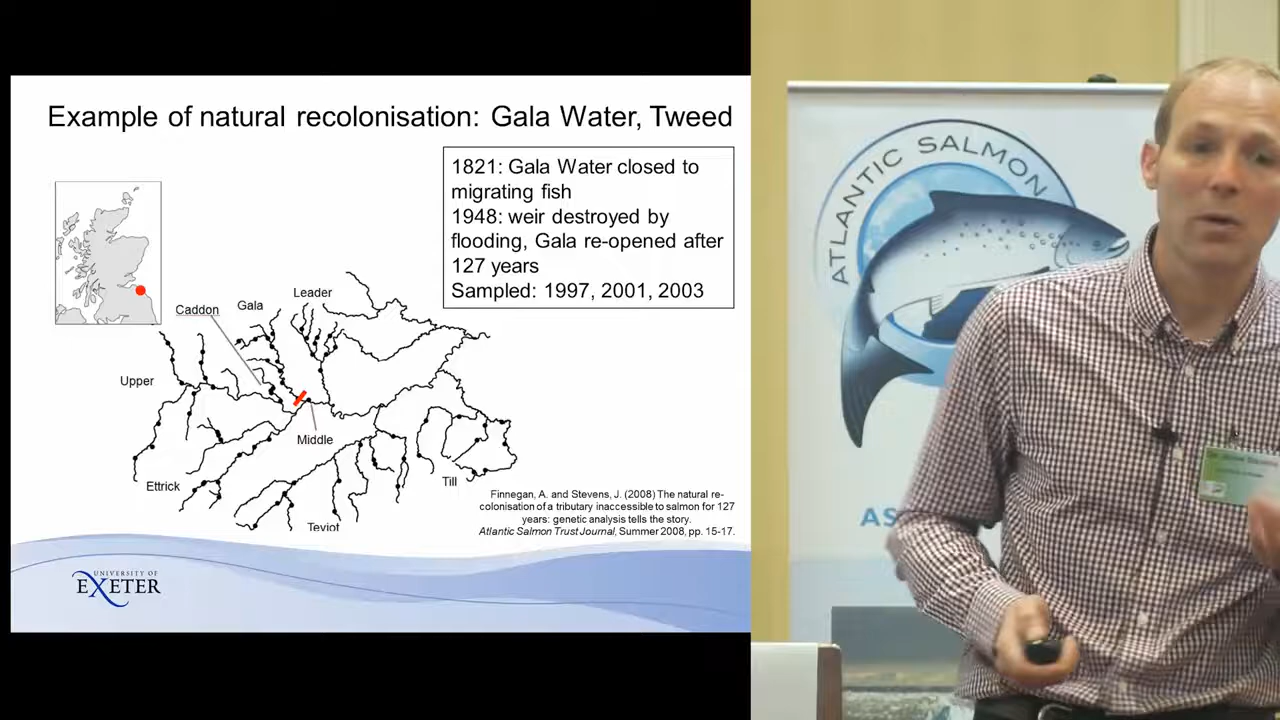 Example of natural recolonisation: Gala Water, Tweed
1821: Gala Water closed to
migrating fish
1948: weir destroyed by
flooding, Gala re-opened after
127 years
Sampled: 1997, 2001, 2003
Leader
Gala
Caddon
Upper
Middle
Ettrick
Till
Teviot
Finnegan, A. and Stevens, J. (2008) The natural re-
colonisation of a tributary inaccessible to salmon for 127
years: genetic analysis tells the story.
Atlantic Salmon Trust Journal, Summer 2008, pp. 15-17.
UNIVERSITY OF
EXETER
ATLANTIC SALMON
AS